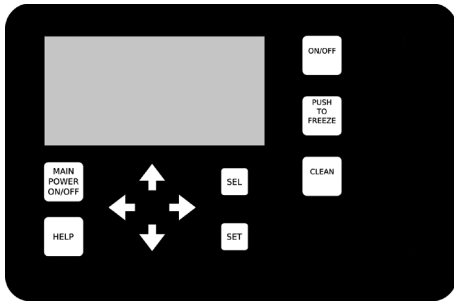 ON/OFF
PUSH
TO
FREEZE
MAIN
POWER
ON/OFF
SEL
CLEAN
HELP
SET